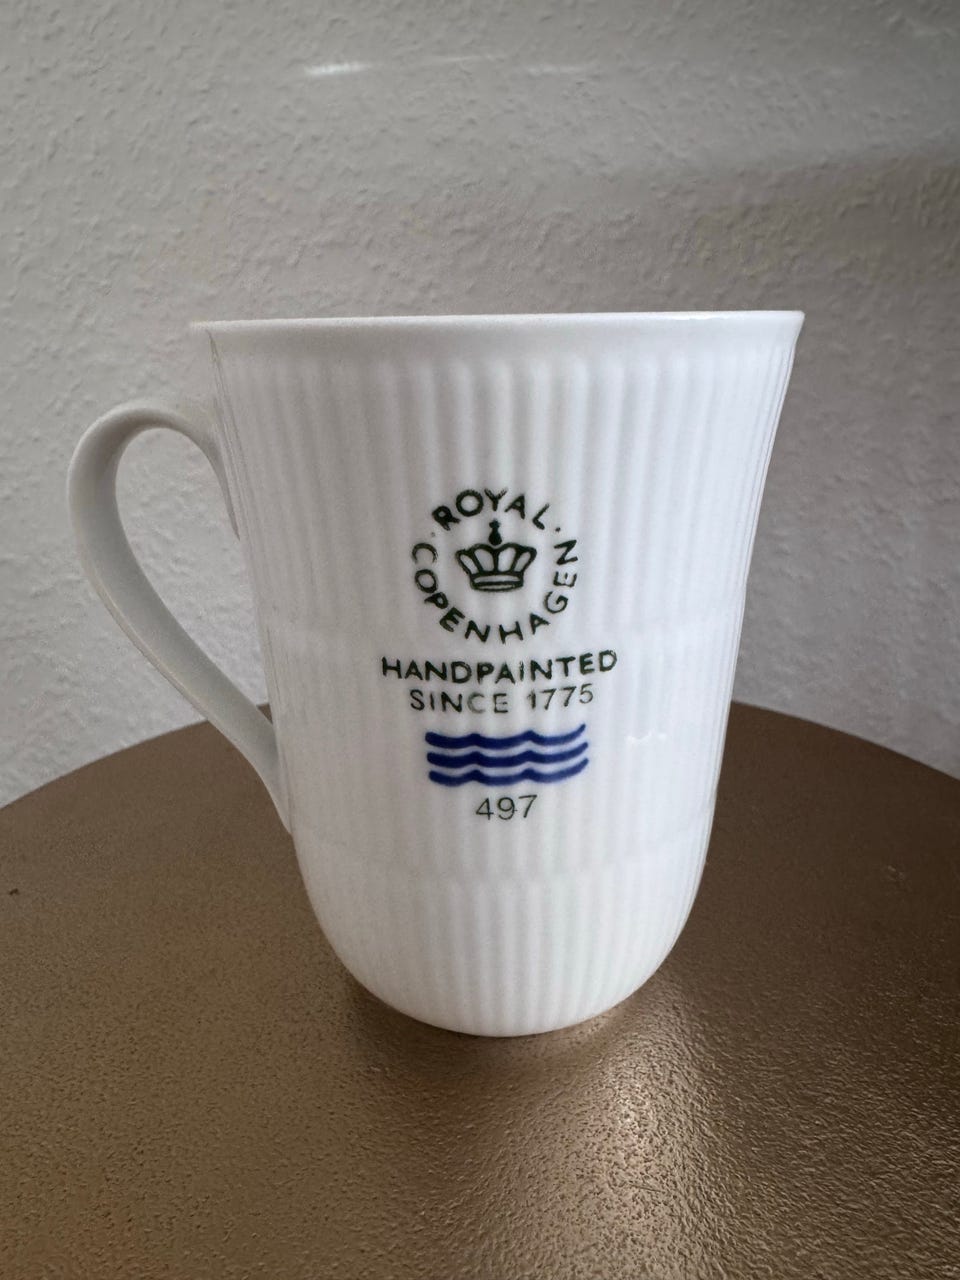 ROYAL
COPENHAGEN
HANDPAINTED
SINCE 1775
497